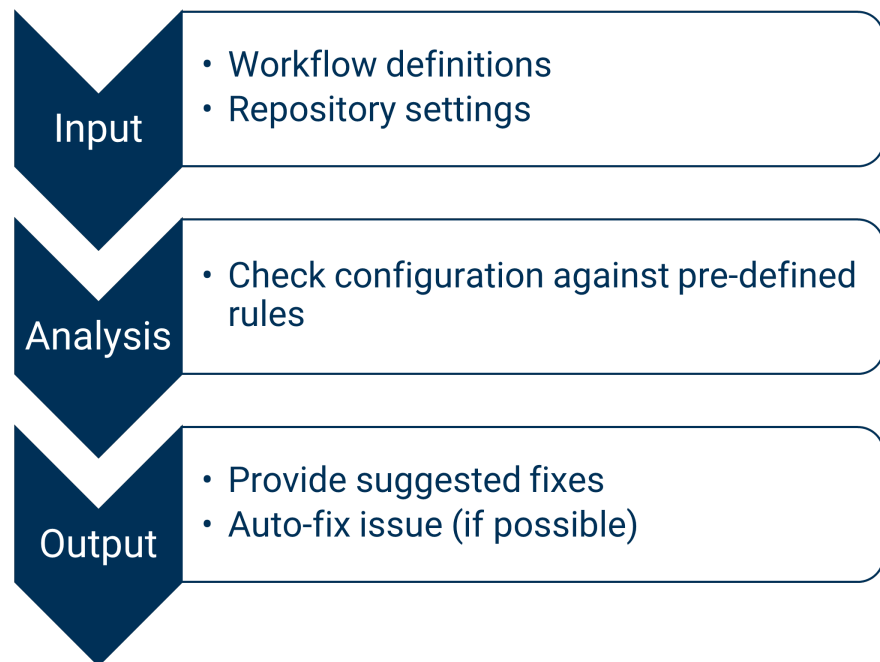 Input
• Workflow definitions
• Repository settings
Analysis
• Check configuration against pre-defined
rules
Output
• Provide suggested fixes
• Auto-fix issue (if possible)